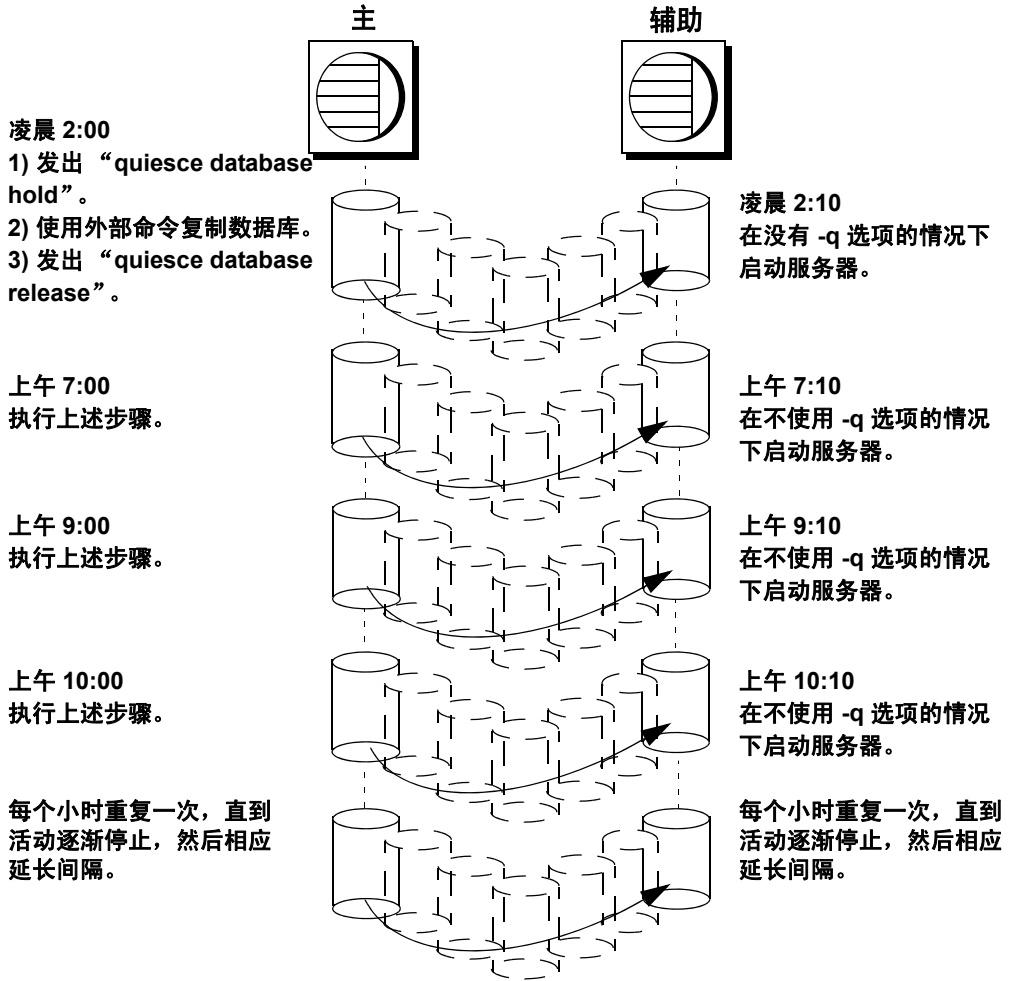 主
辅助
凌晨 2:00
1) 发出 “quiesce database
hold”。
2) 使用外部命令复制数据库。
3) 发出 “quiesce database
release”。
凌晨 2:10
在没有 -q 选项的情况下
启动服务器。
上午 7:00
执行上述步骤。
上午 7:10
在不使用 -q 选项的情况
下启动服务器。
上午 9:00
执行上述步骤。
上午 9:10
在不使用 -q 选项的情况
下启动服务器。
上午 10:00
执行上述步骤。
上午 10:10
在不使用 -q 选项的情况
下启动服务器。
每个小时重复一次，直到
活动逐渐停止，然后相应
延长间隔。
每个小时重复一次，直到
活动逐渐停止，然后相应
延长间隔。